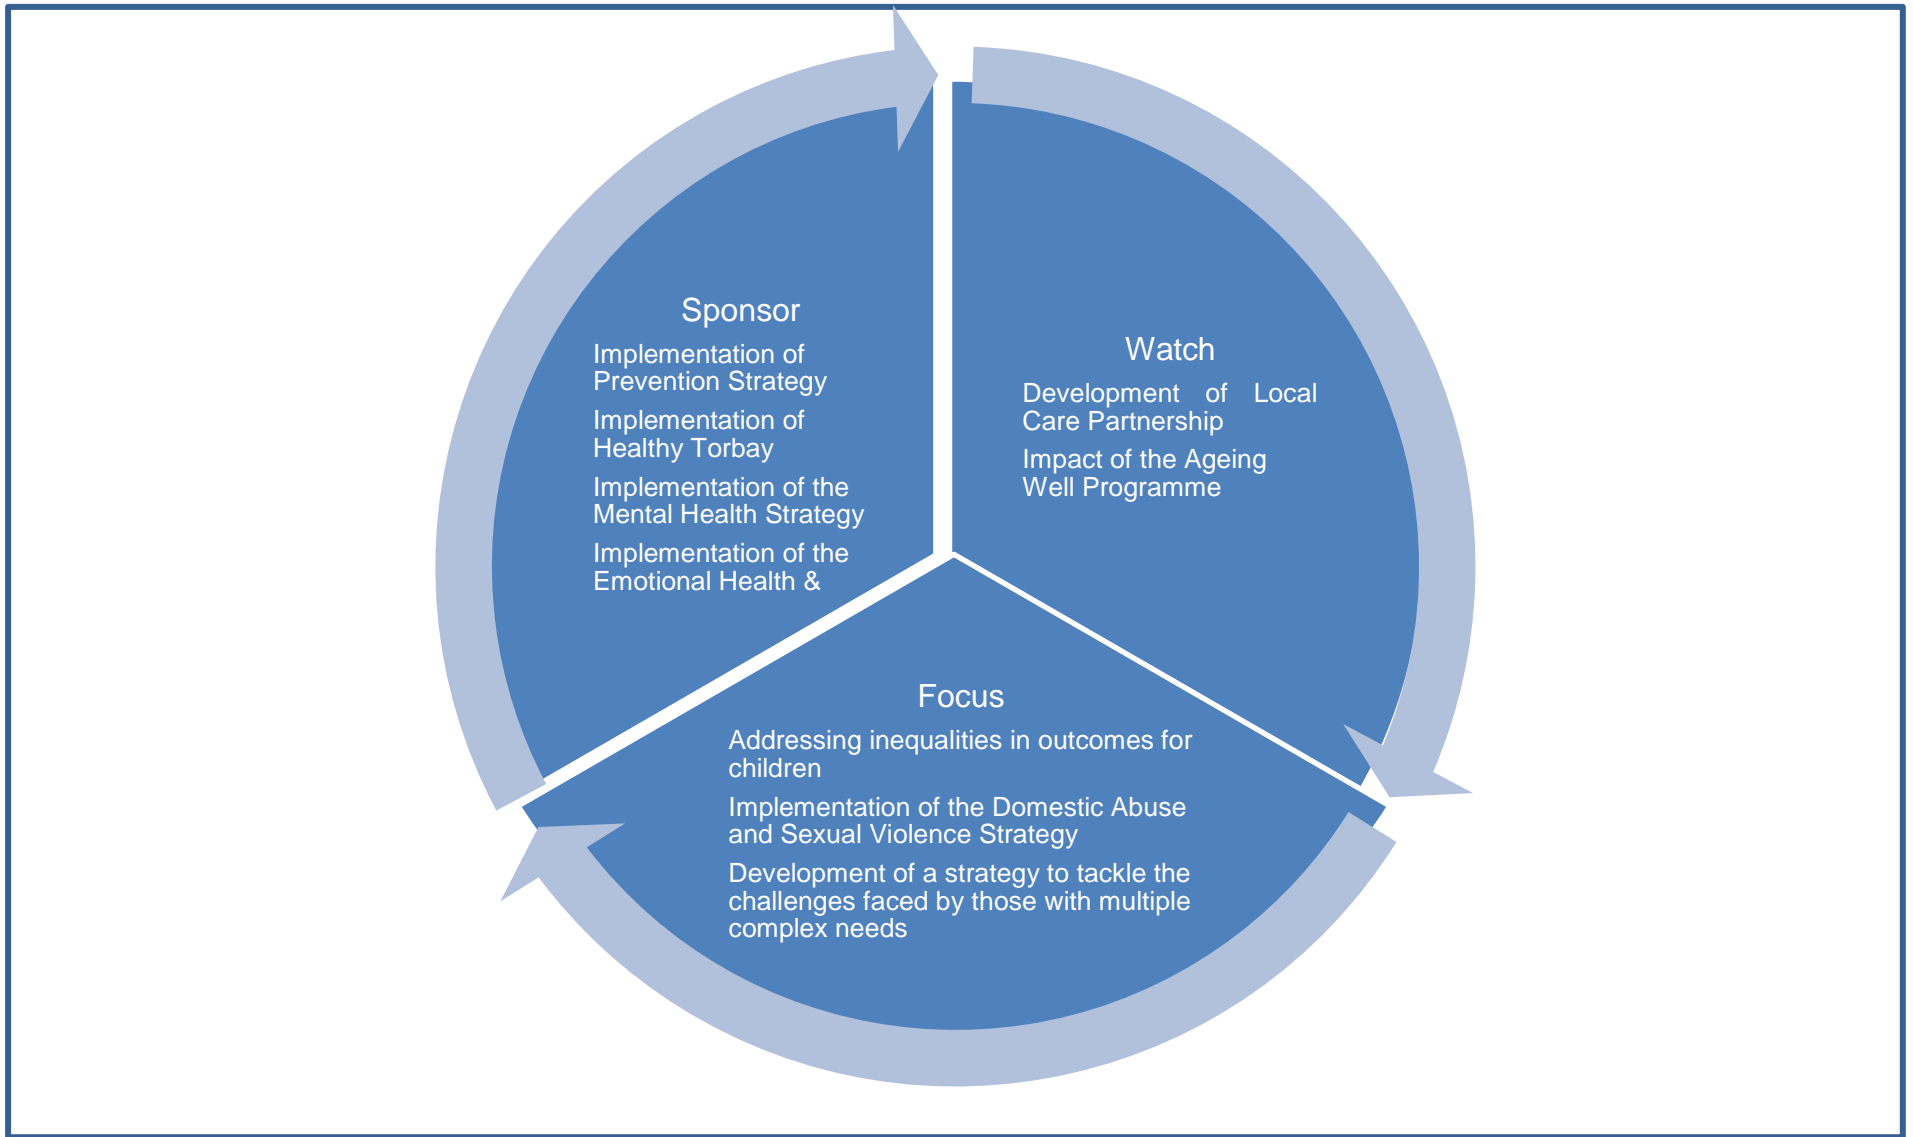 Sponsor
Implementation of
Prevention Strategy
Implementation of
Healthy Torbay
Implementation of the
Mental Health Strategy
Implementation of the
Emotional Health &
Watch
Development of Local
Care Partnership
Impact of the Ageing
Well Programme
Focus
Addressing inequalities in outcomes for
children
Implementation of the Domestic Abuse
and Sexual Violence Strategy
Development of a strategy to tackle the
challenges faced by those with multiple
complex needs